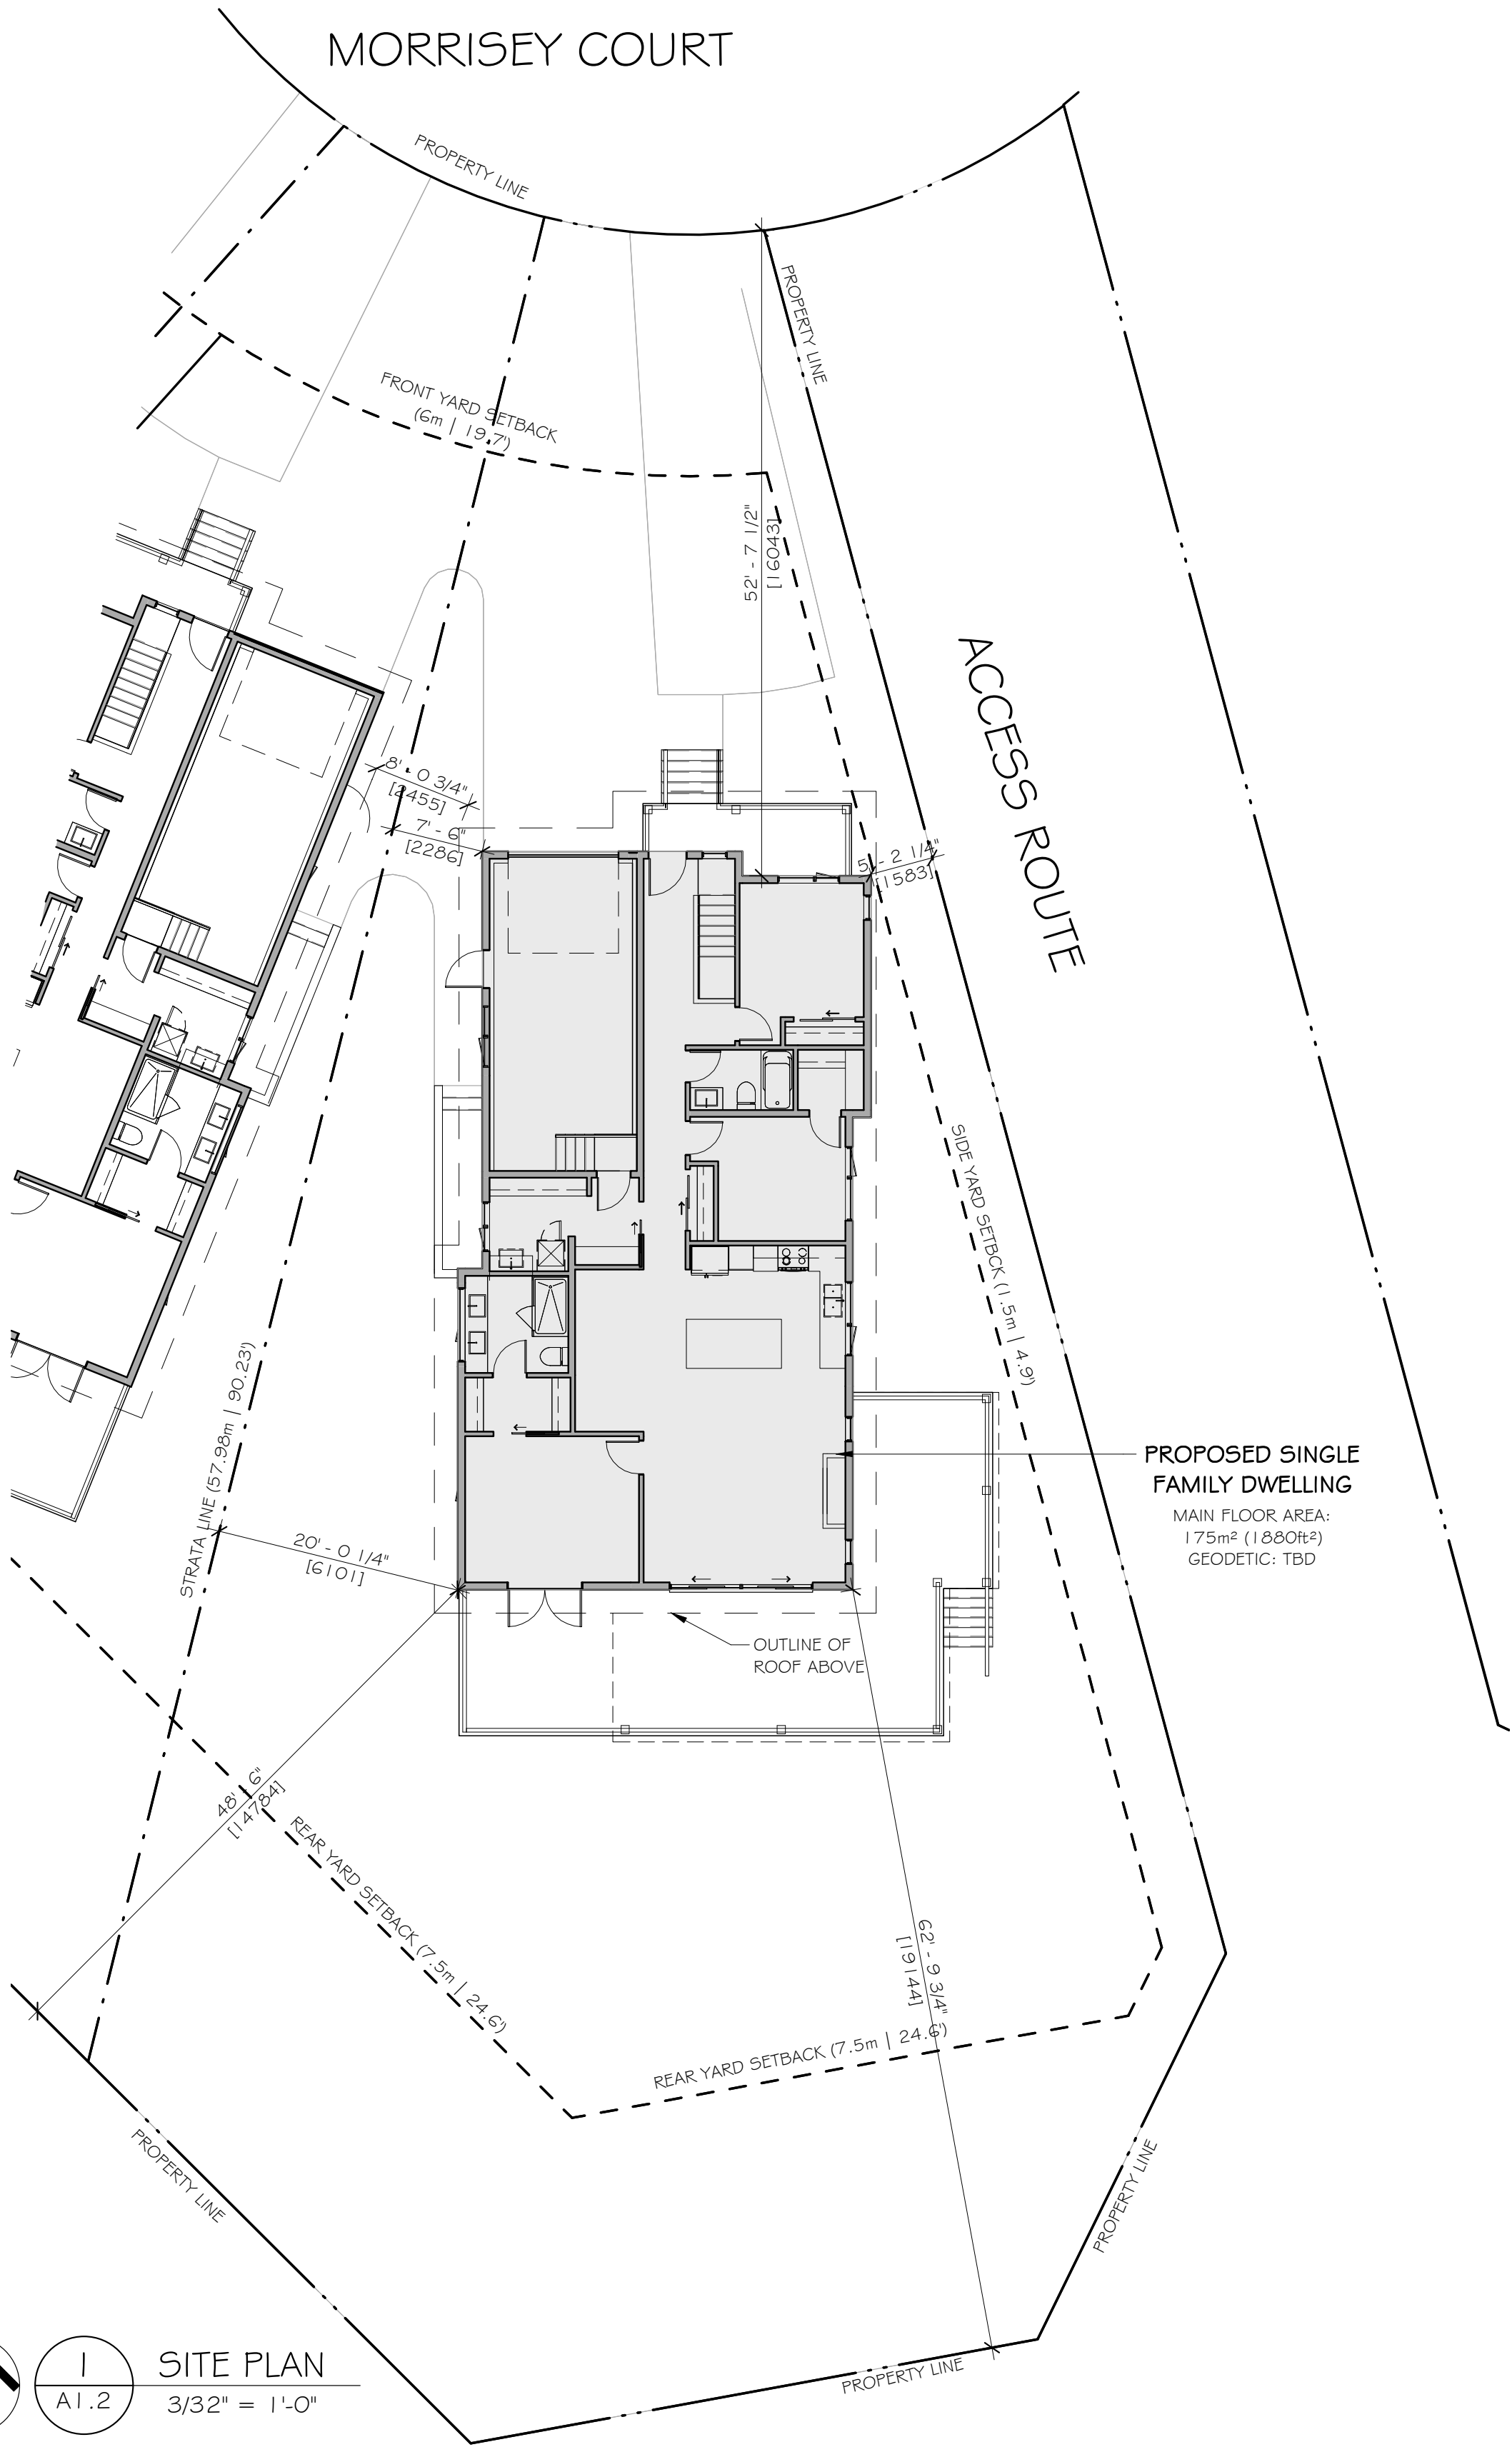 MORRISEY COURT
PROPERTY LINE
PROPERTY LINE
FRONT YARD SETBACK
(6m | 19.7')
52' - 7 1/2"
[16043]
ACCESS ROUTE
8' - 0 3/4"
[2455]
7' - 6"
[2286]
5' - 2 1/4"
[1583]
SIDE YARD SETBCK (1.5m | 4.9')
STRATA LINE (57.98m | 90.23')
PROPOSED SINGLE
FAMILY DWELLING
MAIN FLOOR AREA:
175m² (1880ft²)
GEODETIC: TBD
20' - 0 1/4"
[6101]
OUTLINE OF
ROOF ABOVE
48' - 6"
[14784]
REAR YARD SETBACK (7.5m | 24.6')
62' - 9 3/4"
[19144]
REAR YARD SETBACK (7.5m | 24.6')
PROPERTY LINE
PROPERTY LINE
PROPERTY LINE
1
A1.2
SITE PLAN
3/32" = 1'-0"